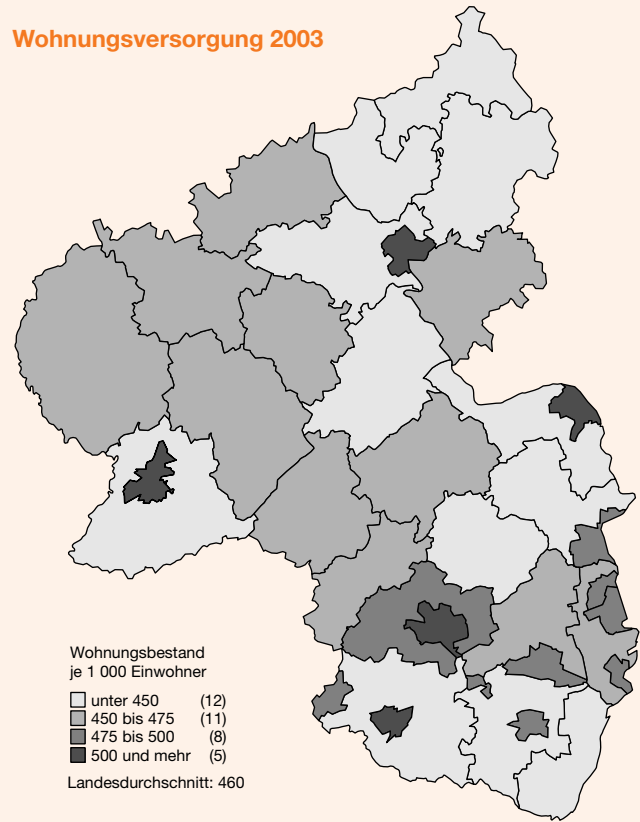 Wohnungsversorgung 2003
Wohnungsbestand
je 1 000 Einwohner
unter 450 (12)
450 bis 475 (11)
475 bis 500 (8)
500 und mehr (5)
Landesdurchschnitt: 460